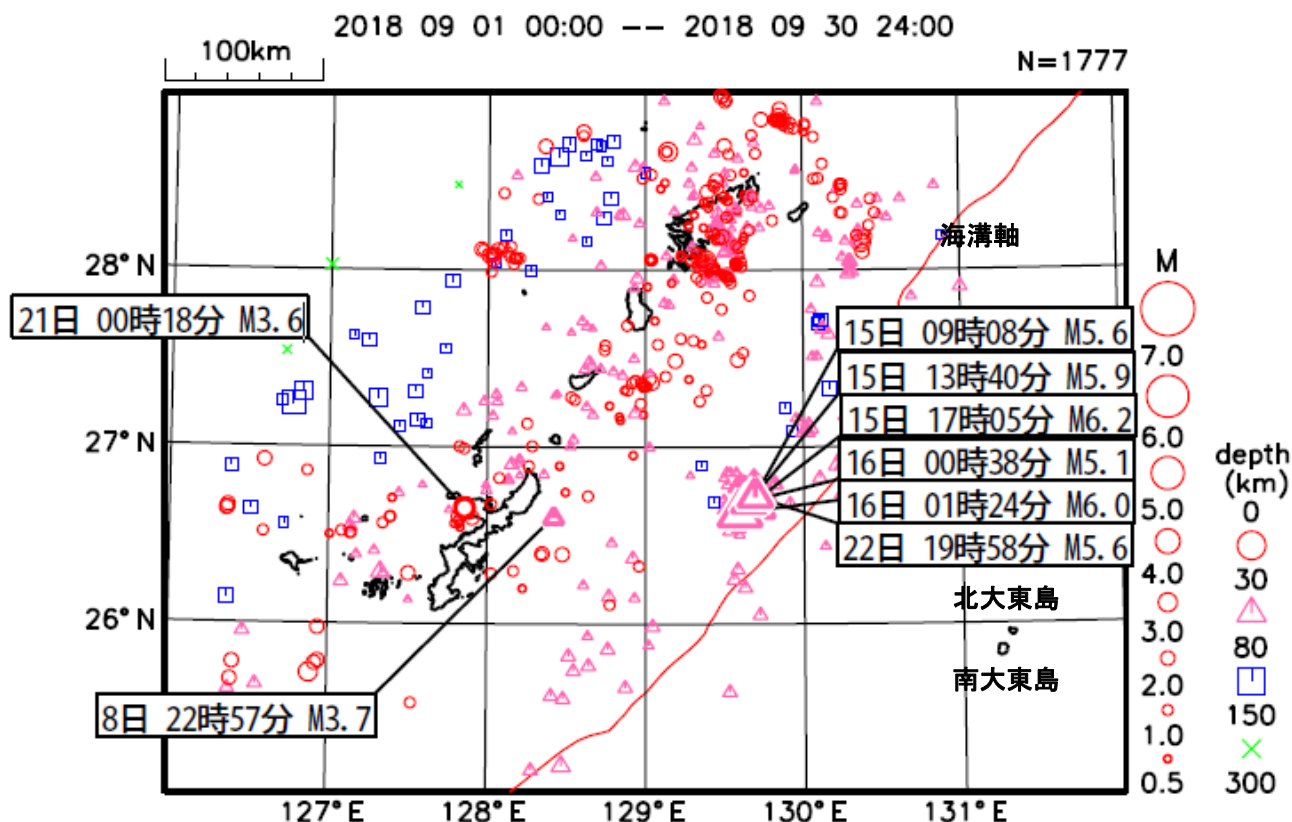 2018 09 01 00:00 -- 2018 09 30 24:00
100km
N=1777
海溝軸
28°N
27°N
26°N
127°E
128°E
129°E
130°E
131°E
21日 00時18分 M3.6
8日 22時57分 M3.7
15日 09時08分 M5.6
15日 13時40分 M5.9
15日 17時05分 M6.2
16日 00時38分 M5.1
16日 01時24分 M6.0
22日 19時58分 M5.6
北大東島
南大東島
M
7.0
6.0
5.0
4.0
3.0
2.0
1.0
0.5
depth
(km)
0
30
80
150
300